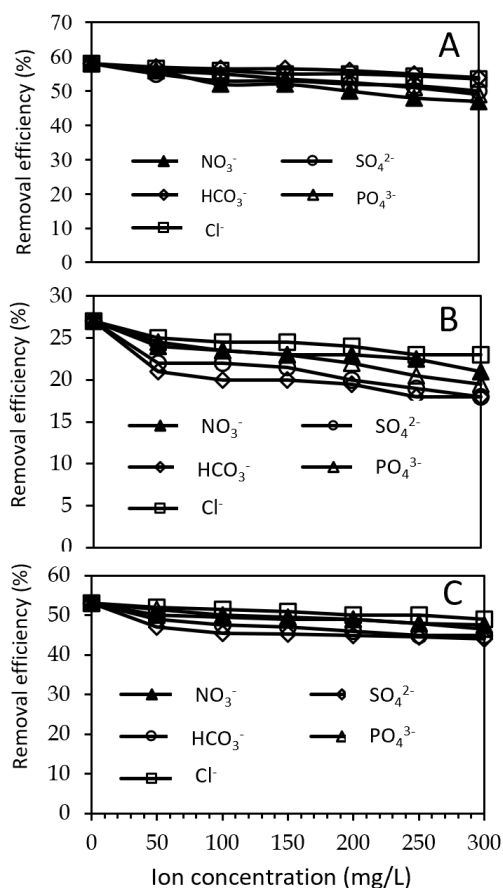 A
Removal efficiency (%)
70
60
50
40
30
20
10
0
NO₃⁻ SO₄²⁻
HCO₃⁻ PO₄³⁻
Cl⁻
B
Removal efficiency (%)
30
25
20
15
10
5
0
NO₃⁻ SO₄²⁻
HCO₃⁻ PO₄³⁻
Cl⁻
C
Removal efficiency (%)
60
50
40
30
20
10
0
NO₃⁻ SO₄²⁻
HCO₃⁻ PO₄³⁻
Cl⁻
0 50 100 150 200 250 300
Ion concentration (mg/L)